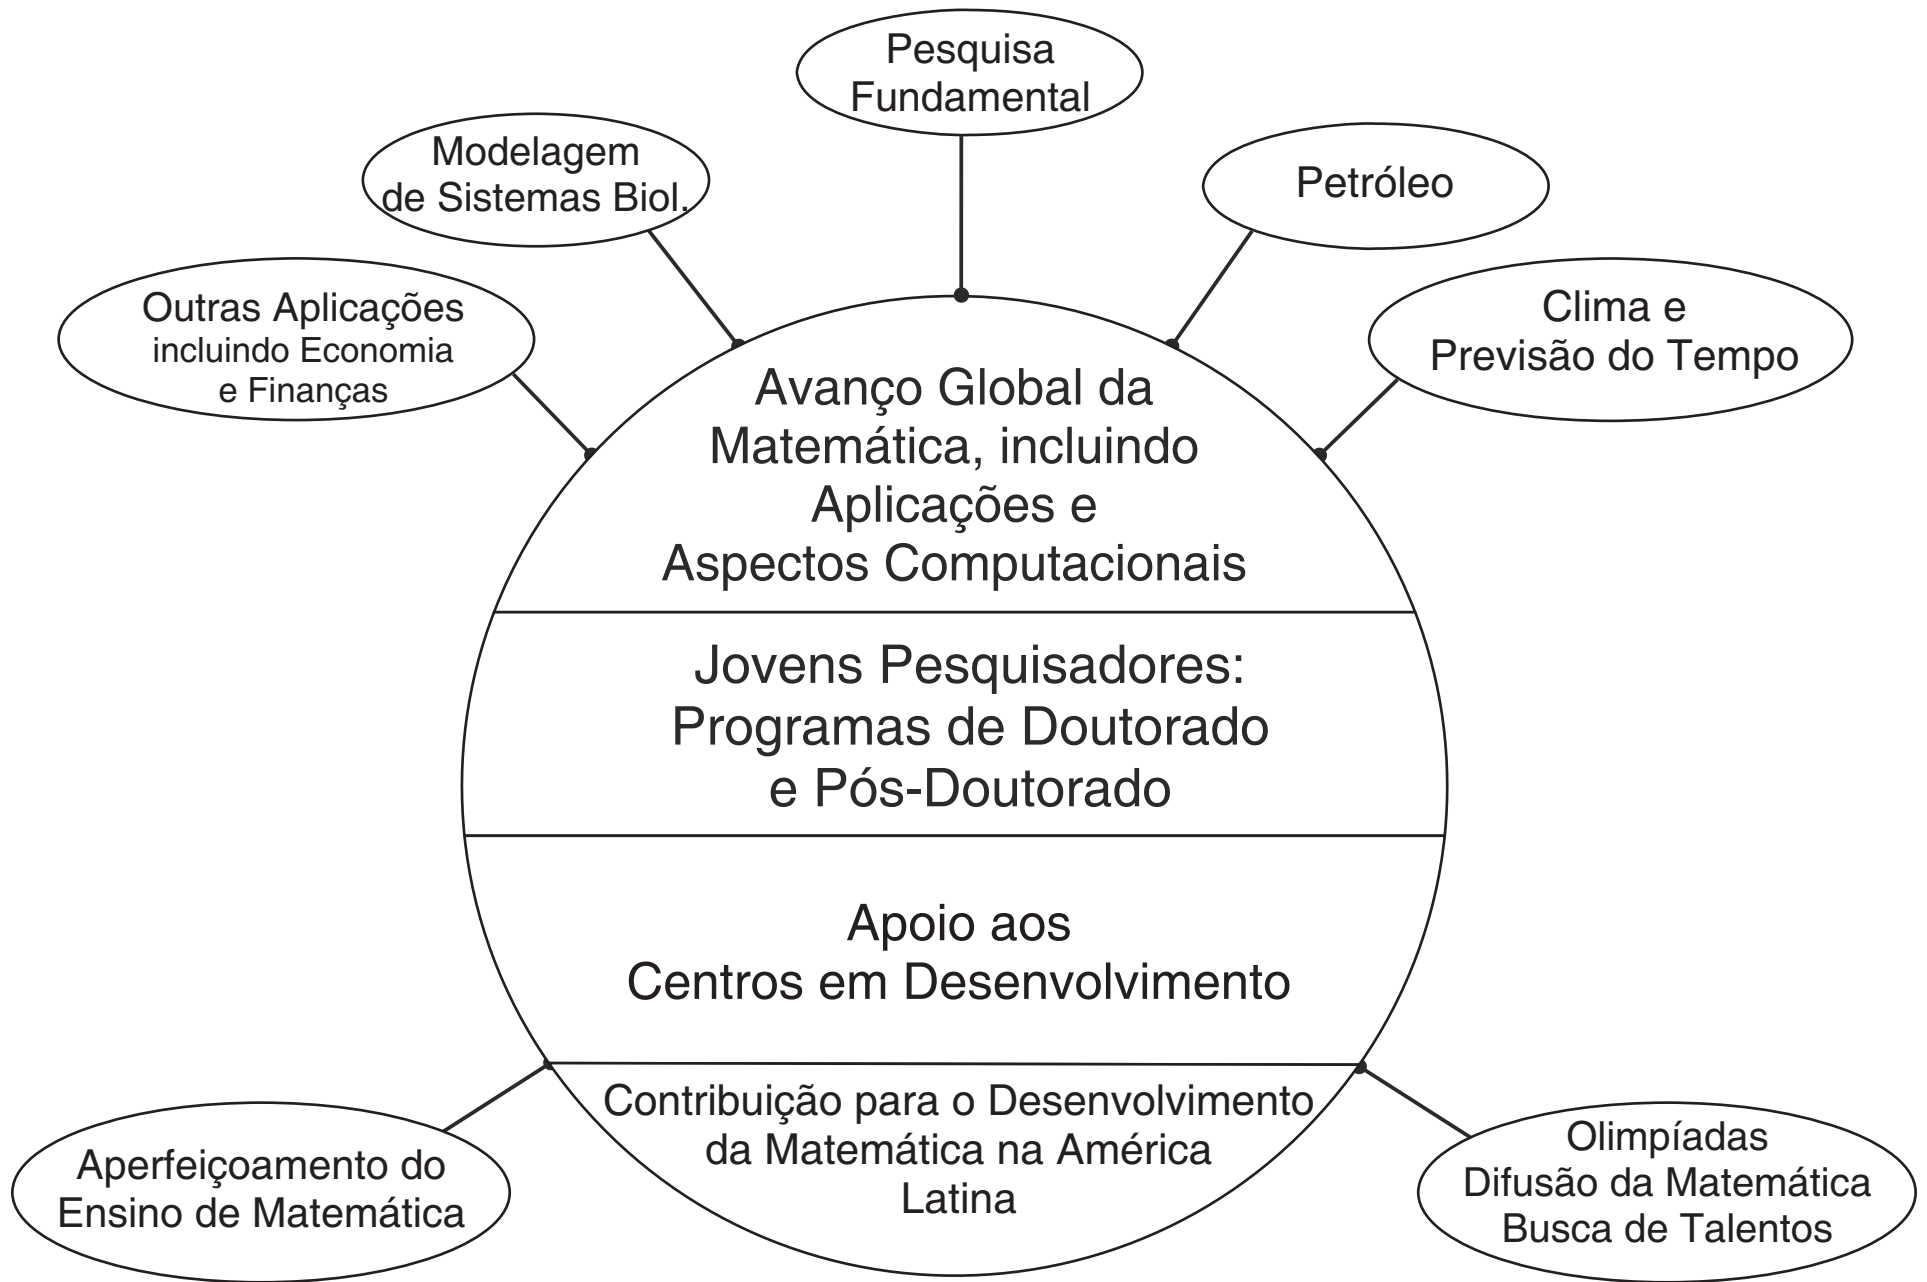 Pesquisa
Fundamental
Modelagem
de Sistemas Biol.
Petróleo
Outras Aplicações
incluindo Economia
e Finanças
Clima e
Previsão do Tempo
Avanço Global da
Matemática, incluindo
Aplicações e
Aspectos Computacionais
Jovens Pesquisadores:
Programas de Doutorado
e Pós-Doutorado
Apoio aos
Centros em Desenvolvimento
Contribuição para o Desenvolvimento
da Matemática na América
Latina
Aperfeiçoamento do
Ensino de Matemática
Olimpíadas
Difusão da Matemática
Busca de Talentos